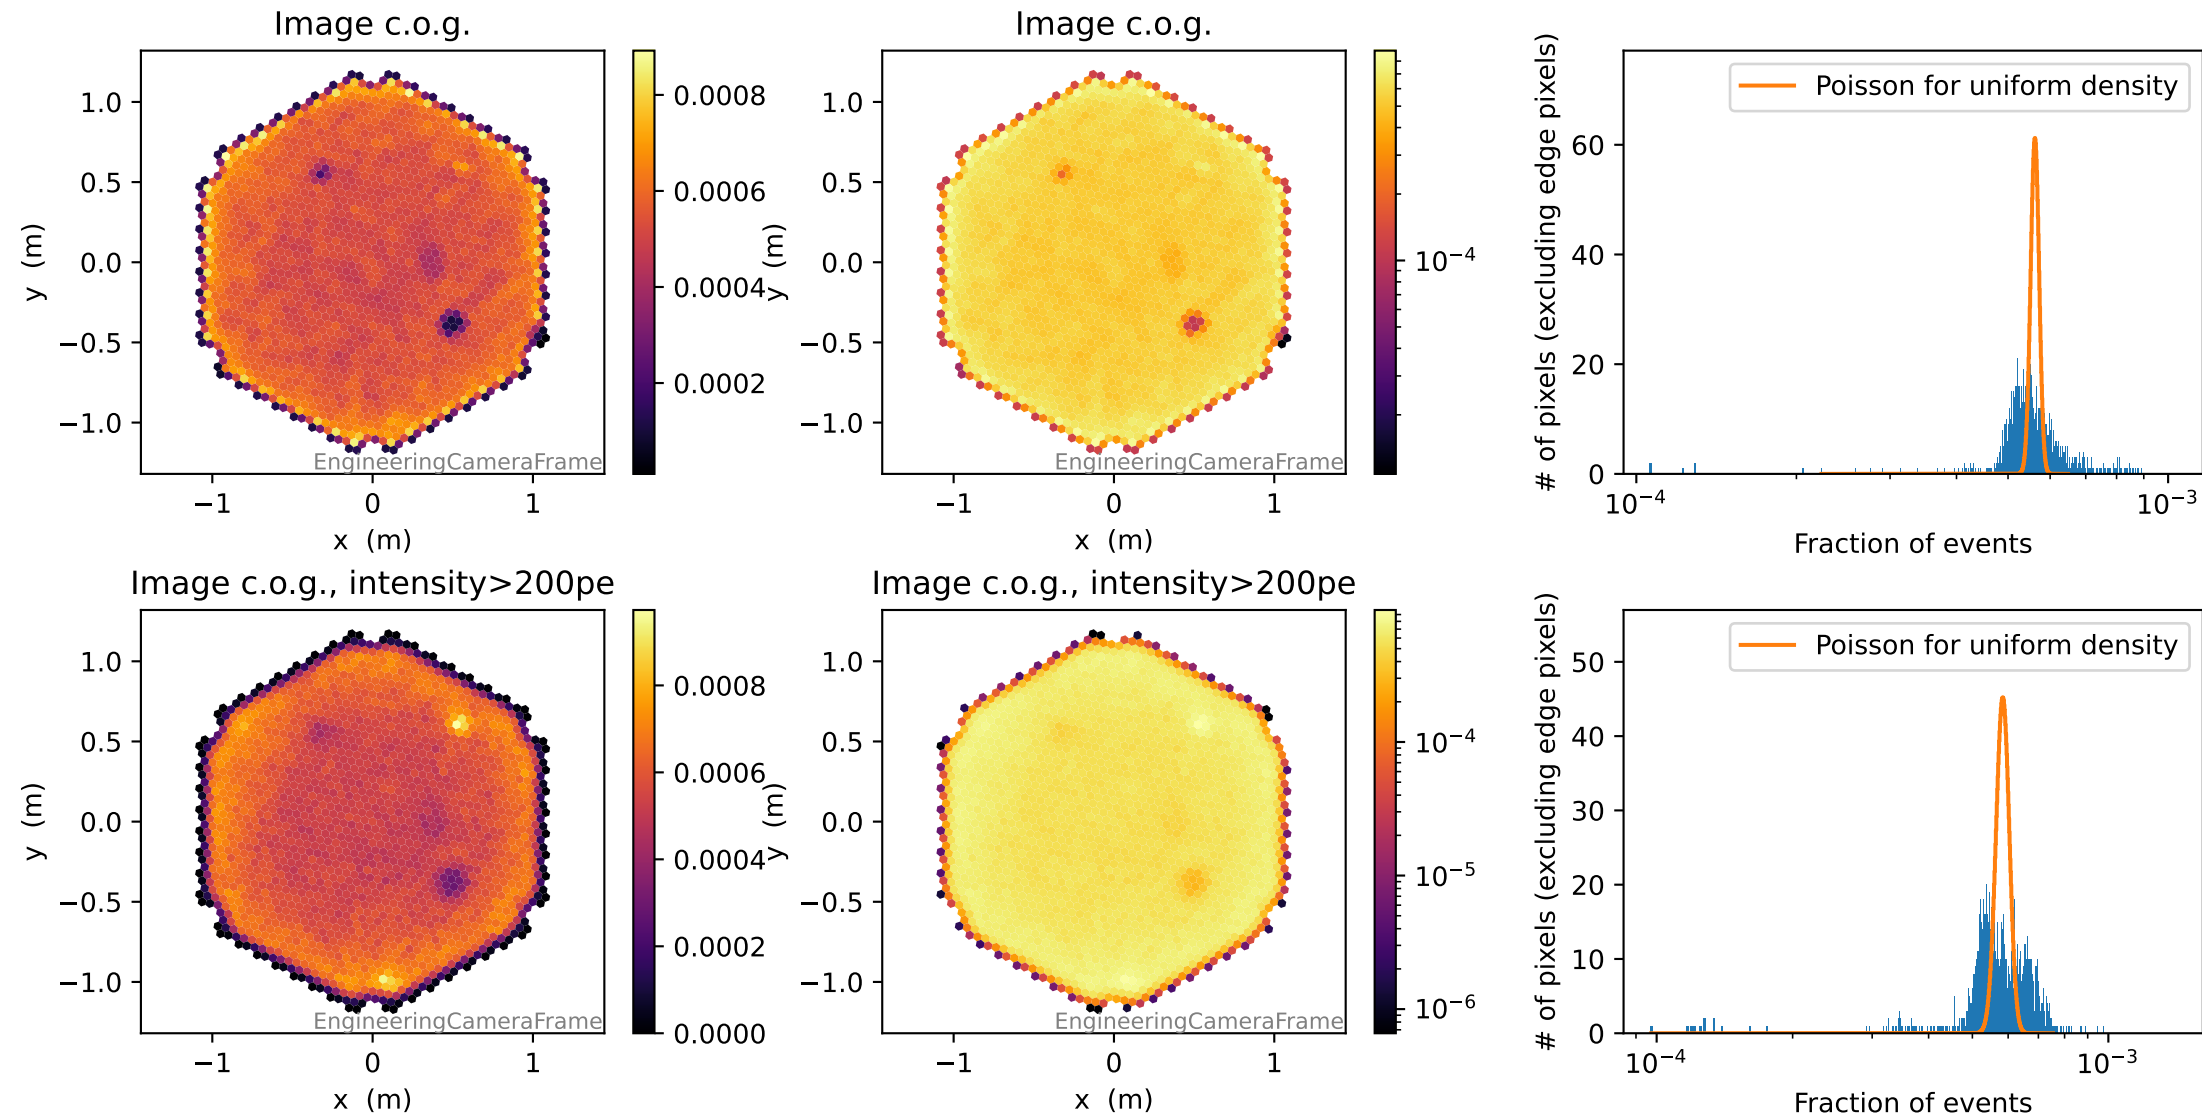 Image c.o.g.
1.0
0.5
0.0
−0.5
−1.0
y (m)
−1
0
1
x (m)
EngineeringCameraFrame
0.0008
0.0006
0.0004
0.0002
Image c.o.g.
1.0
0.5
0.0
−0.5
−1.0
y (m)
−1
0
1
x (m)
EngineeringCameraFrame
10−4
# of pixels (excluding edge pixels)
60
40
20
0
Poisson for uniform density
10−4
10−3
Fraction of events
Image c.o.g., intensity>200pe
1.0
0.5
0.0
−0.5
−1.0
y (m)
−1
0
1
x (m)
EngineeringCameraFrame
0.0008
0.0006
0.0004
0.0002
0.0000
Image c.o.g., intensity>200pe
1.0
0.5
0.0
−0.5
−1.0
y (m)
−1
0
1
x (m)
EngineeringCameraFrame
10−4
10−5
10−6
# of pixels (excluding edge pixels)
50
40
30
20
10
0
Poisson for uniform density
10−4
10−3
Fraction of events